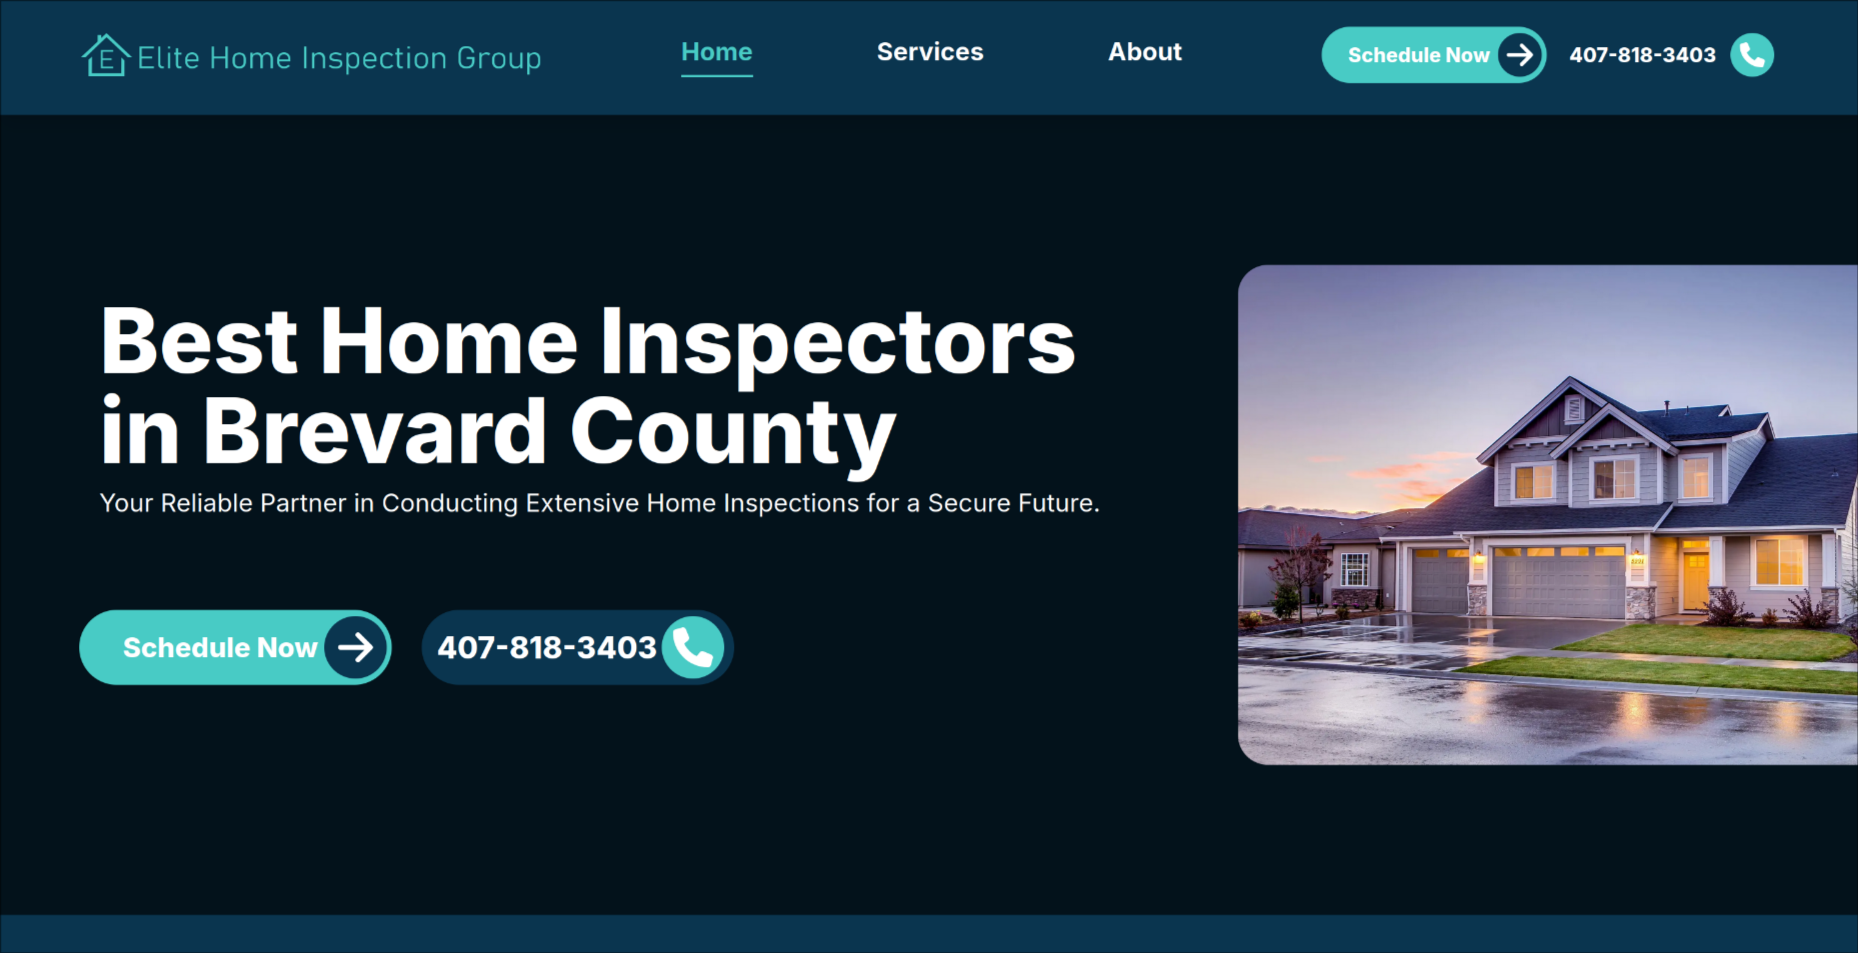 E Elite Home Inspection Group
Home
Services
About
Schedule Now
407-818-3403
Best Home Inspectors
in Brevard County
Your Reliable Partner in Conducting Extensive Home Inspections for a Secure Future.
Schedule Now
407-818-3403